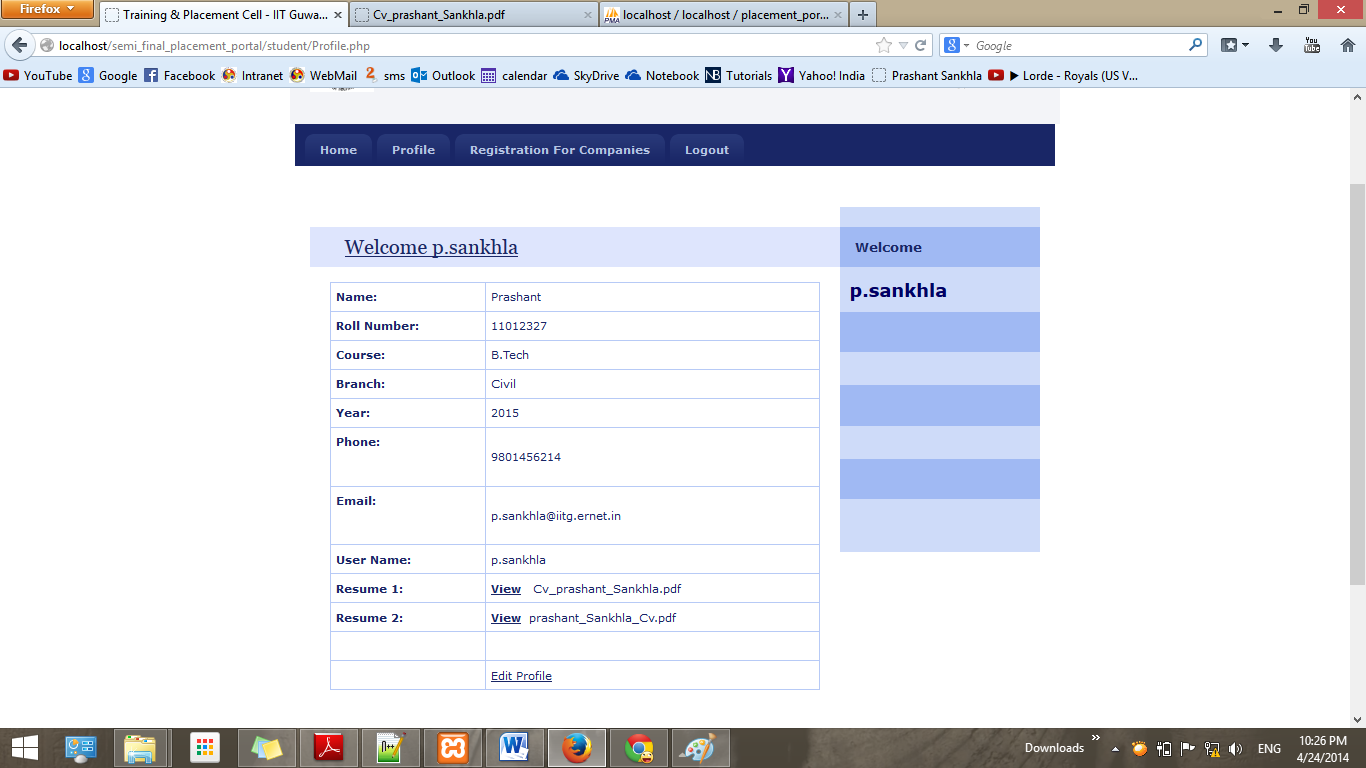 Firefox
Training & Placement Cell - IIT Guwa...
Cv_prashant_Sankhla.pdf
PMA
localhost / localhost / placement_por...
localhost/semi_final_placement_portal/student/Profile.php
Google
You Tube
YouTube Google Facebook Intranet WebMail sms Outlook calendar SkyDrive Notebook Tutorials Yahoo! India Prashant Sankhla ▶ Lorde - Royals (US V...
Home Profile Registration For Companies Logout
Welcome p.sankhla
Name: Prashant
Roll Number: 11012327
Course: B.Tech
Branch: Civil
Year: 2015
Phone: 9801456214
Email: p.sankhla@iitg.ernet.in
User Name: p.sankhla
Resume 1: View Cv_prashant_Sankhla.pdf
Resume 2: View prashant_Sankhla_Cv.pdf
Edit Profile
Welcome
p.sankhla
Downloads
ENG
10:26 PM
4/24/2014